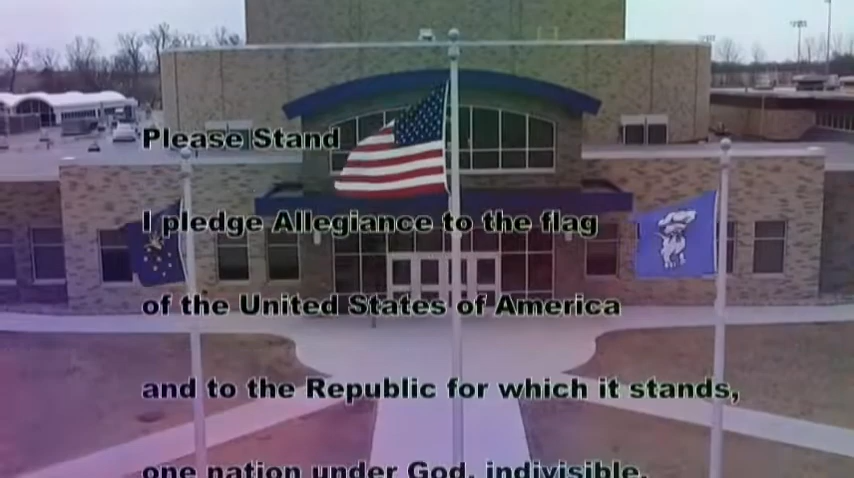 Please Stand
I pledge Allegiance to the flag
of the United States of America
and to the Republic for which it stands,
one nation under God, indivisible,